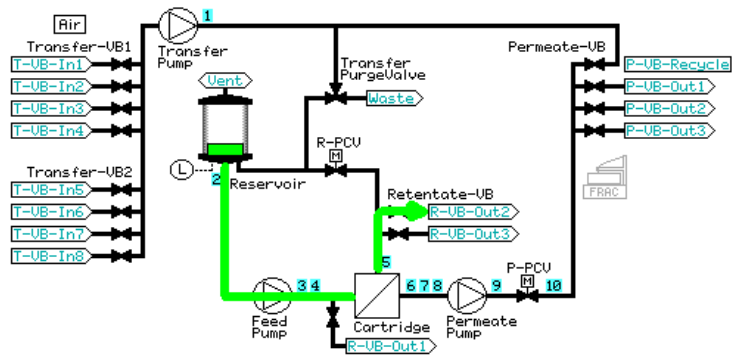 Air
1
Transfer-VB1
Transfer
Pump
Permeate-VB
T-VB-In1
T-VB-In2
T-VB-In3
T-VB-In4
Vent
Transfer
PurgeValve
Waste
P-VB-Recycle
P-VB-Out1
P-VB-Out2
P-VB-Out3
R-PCV
M
L
2
Reservoir
Transfer-VB2
T-VB-In5
T-VB-In6
T-VB-In7
T-VB-In8
Retentate-VB
R-VB-Out2
R-VB-Out3
FRAC
5
3 4
6 7 8
9
P-PCV
M
10
Feed
Pump
Cartridge
Permeate
Pump
R-VB-Out1